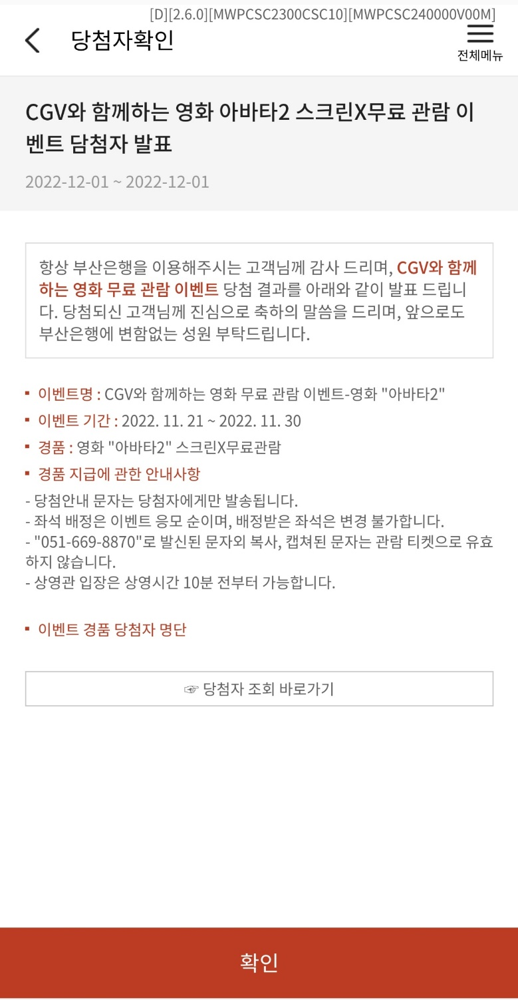 [D][2.6.0][MWPCSC2300CSC10][MWPCSC240000V00M]
당첨자확인
전체메뉴
CGV와 함께하는 영화 아바타2 스크린X무료 관람 이
벤트 담첨자 발표
2022-12-01 ~ 2022-12-01
항상 부산은행을 이용해주시는 고객님께 감사 드리며, CGV와 함께
하는 영화 무료 관람 이벤트 당첨 결과를 아래와 같이 발표 드립니
다. 당첨되신 고객님께 진심으로 축하의 말씀을 드리며, 앞으로도
부산은행에 변함없는 성원 부탁드립니다.
▪ 이벤트명 : CGV와 함께하는 영화 무료 관람 이벤트-영화 "아바타2"
▪ 이벤트 기간 : 2022. 11. 21 ~ 2022. 11. 30
▪ 경품 : 영화 "아바타2" 스크린X무료관람
▪ 경품 지급에 관한 안내사항
- 당첨안내 문자는 당첨자에게만 발송됩니다.
- 좌석 배정은 이벤트 응모 순이며, 배정받은 좌석은 변경 불가합니다.
- "051-669-8870"로 발신된 문자외 복사, 캡쳐된 문자는 관람 티켓으로 유효
하지 않습니다.
- 상영관 입장은 상영시간 10분 전부터 가능합니다.
▪ 이벤트 경품 당첨자 명단
☞ 당첨자 조회 바로가기
확인